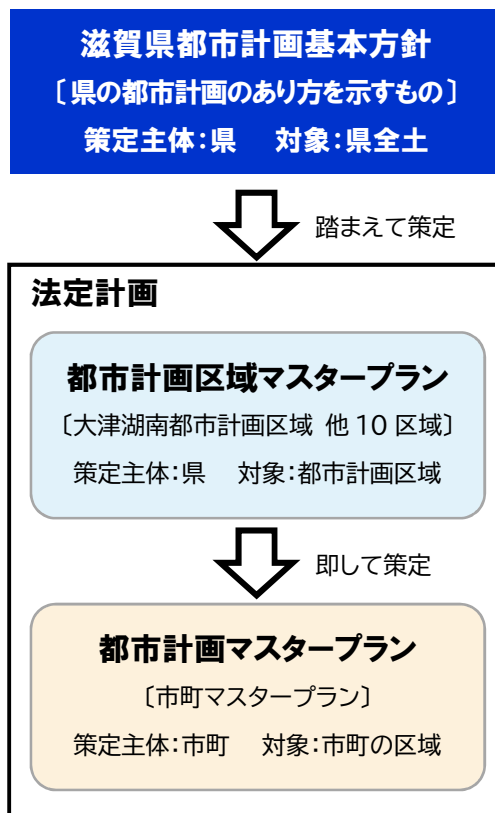 滋賀県都市計画基本方針
〔県の都市計画のあり方を示すもの〕
策定主体：県　対象：県全土
踏まえて策定
法定計画
都市計画区域マスタープラン
〔大津湖南都市計画区域 他10区域〕
策定主体：県　対象：都市計画区域
即して策定
都市計画マスタープラン
〔市町マスタープラン〕
策定主体：市町　対象：市町の区域